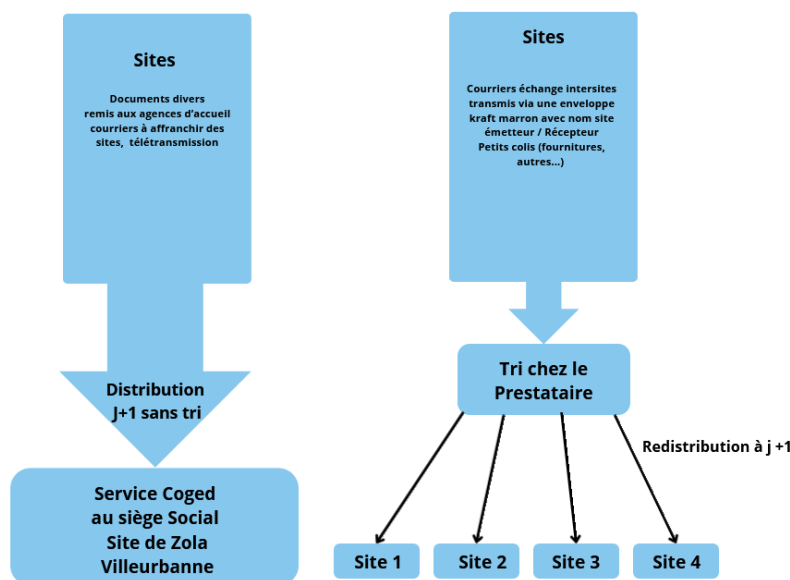 Sites
Documents divers
remis aux agences d'accueil
courriers à affranchir des
sites, télétransmission
Distribution
J+1 sans tri
Service Coged
au siège Social
Site de Zola
Villeurbanne
Sites
Courriers échange intersites
transmis via une enveloppe
kraft marron avec nom site
émetteur / Récepteur
Petits colis (fournitures,
autres...)
Tri chez le
Prestataire
Redistribution à j +1
Site 1
Site 2
Site 3
Site 4